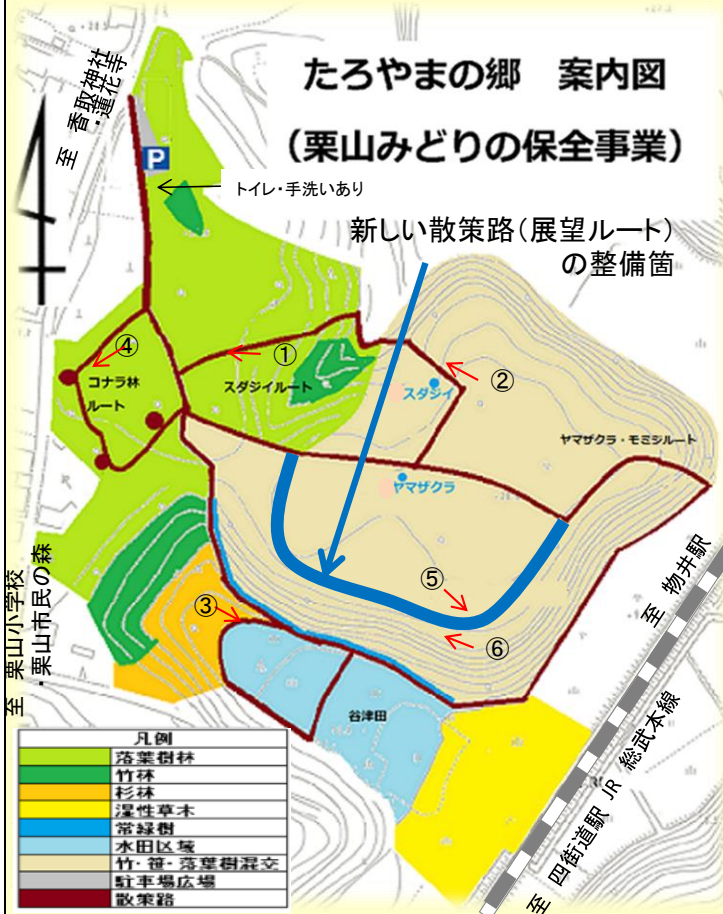 たろやまの郷 案内図
(栗山みどりの保全事業)
至 香取神社
・蓮花寺
P
トイレ・手洗いあり
新しい散策路(展望ルート)
の整備箇
④
①
②
コナラ林
ルート
スダジイルート
スダジイ
ヤマザクラ・モミジルート
ヤマザクラ
⑤
⑥
③
至 栗山小学校
・栗山市民の森
至 物井駅
谷津田
至 四街道駅 JR 総武本線
凡例
落葉樹林
竹林
杉林
湿性草木
常緑樹
水田区域
竹・笹・落葉樹混交
駐車場広場
散策路